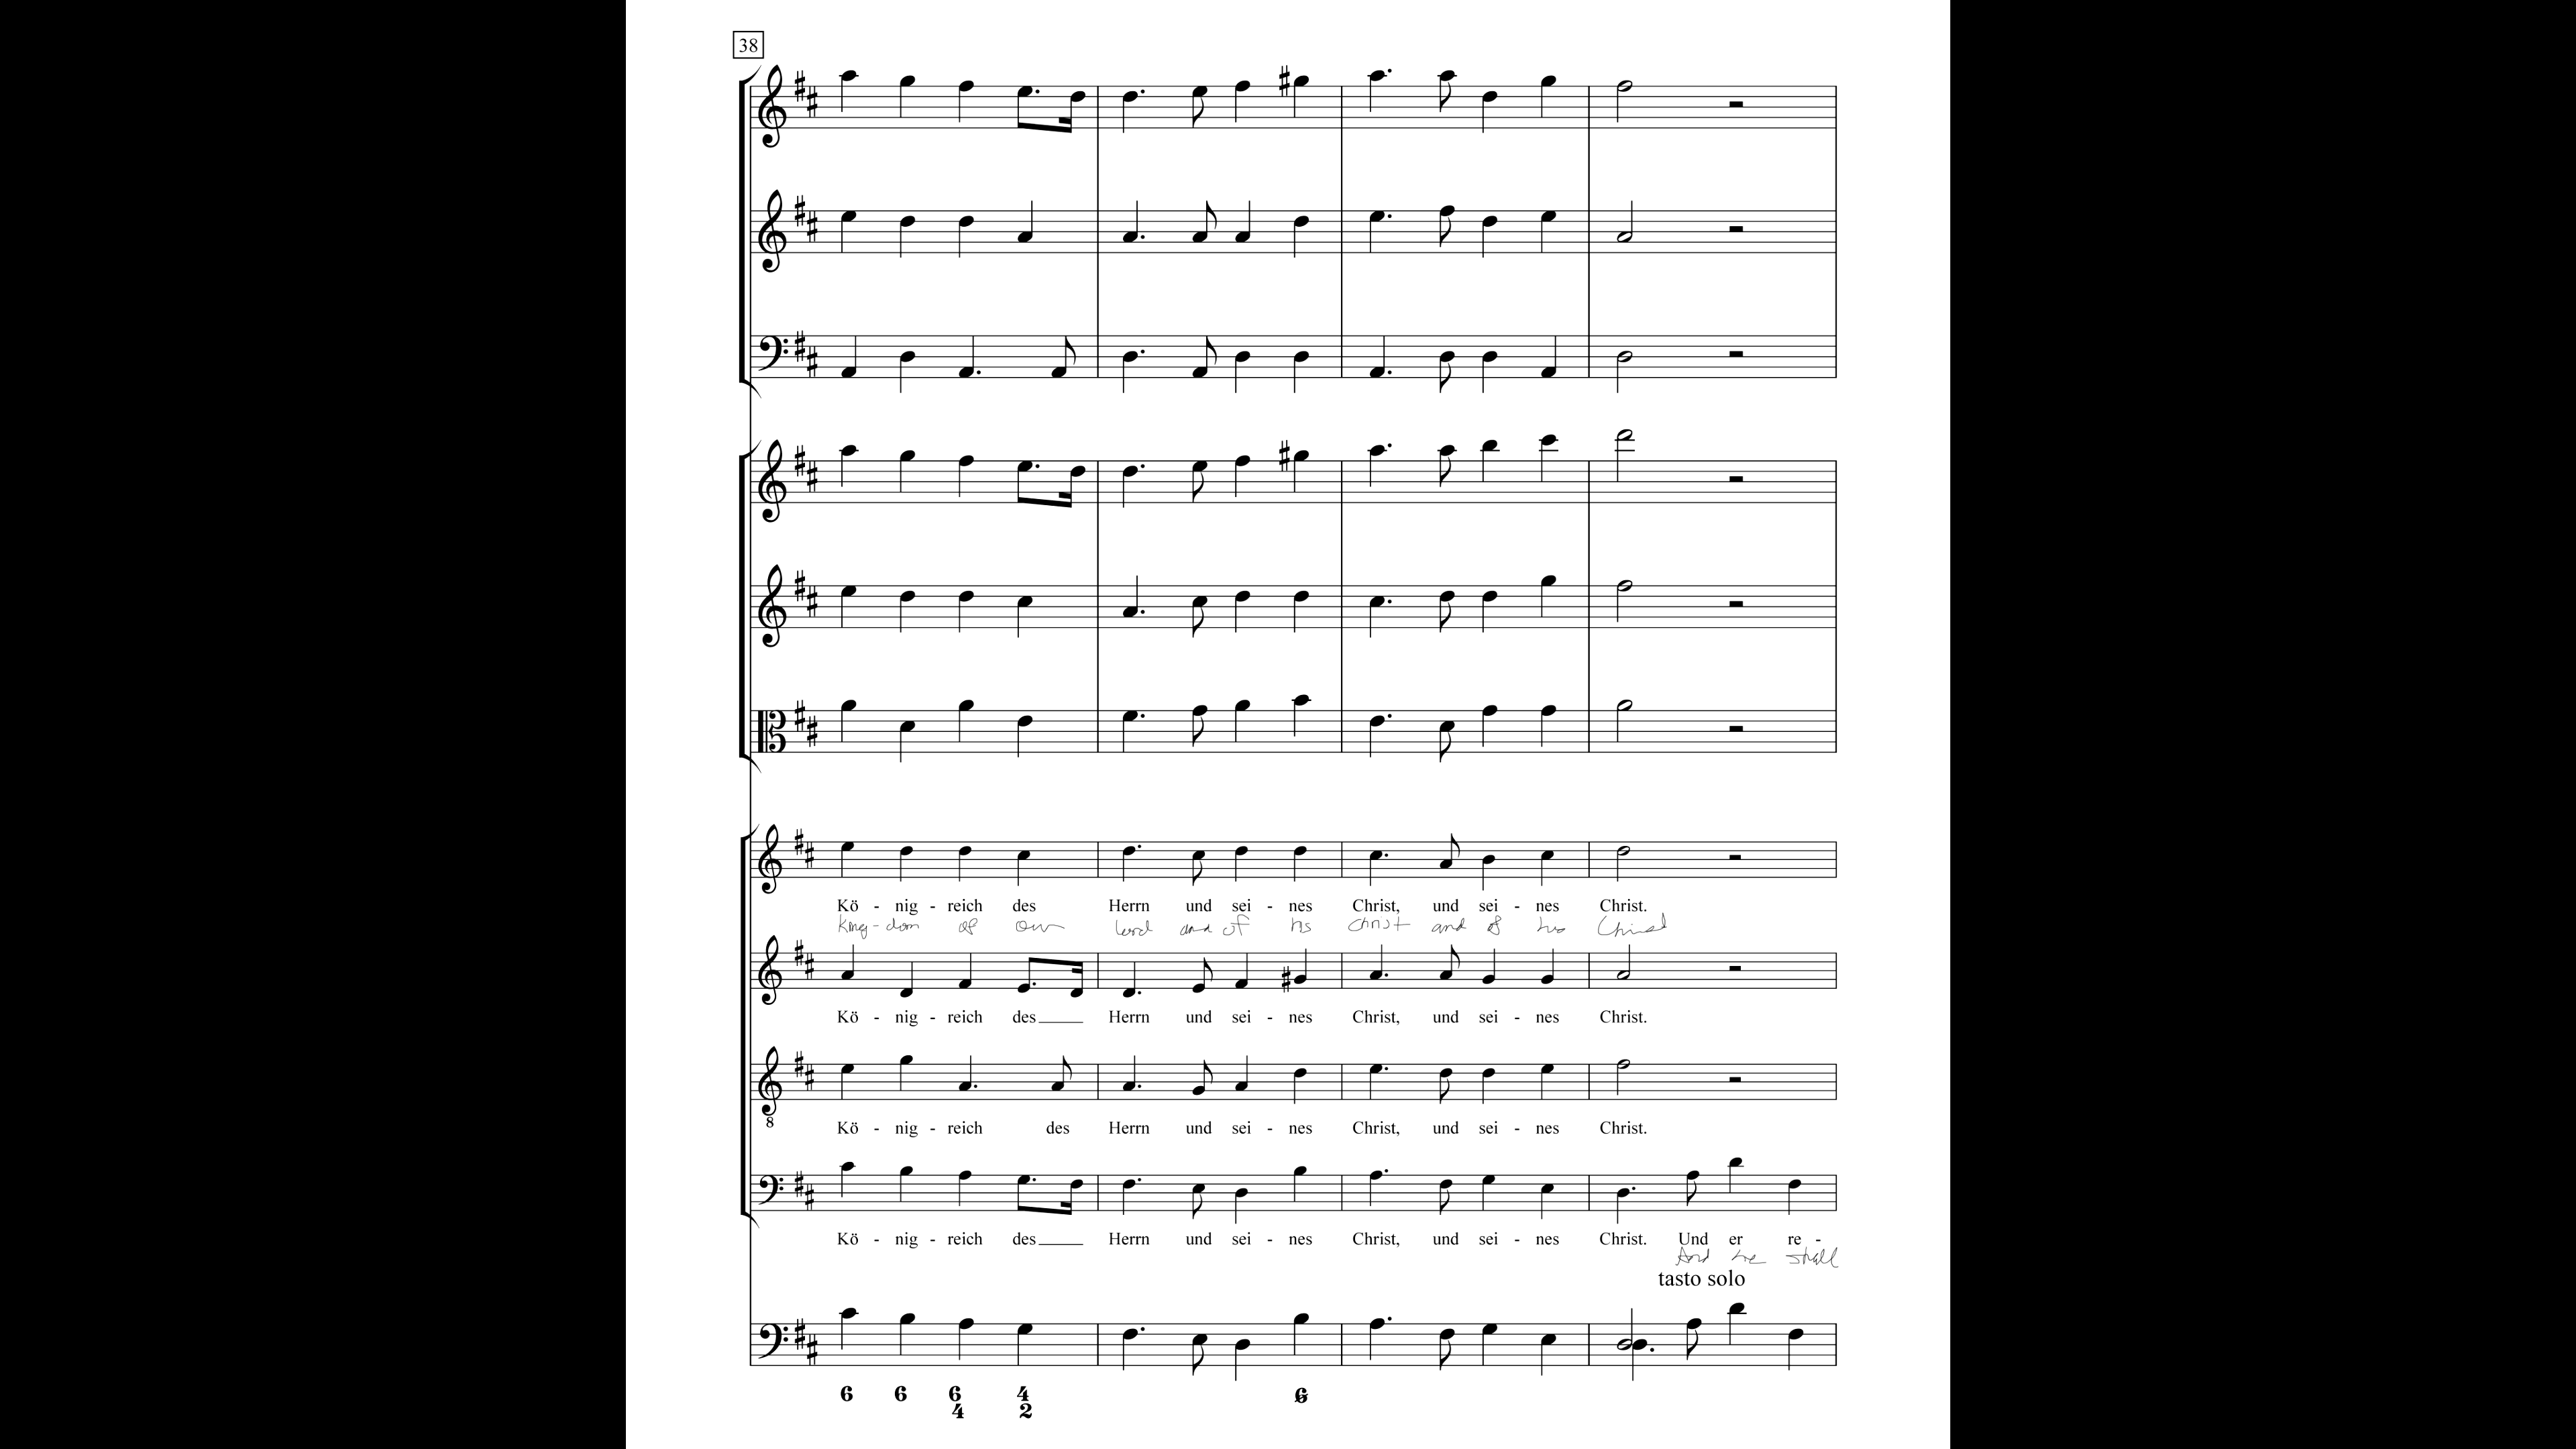 38
Kö - nig - reich des Herrn und sei - nes Christ, und sei - nes Christ.
King - dom of our lord and of his Christ and of his Christ
Kö - nig - reich des Herrn und sei - nes Christ, und sei - nes Christ.
8
Kö - nig - reich des Herrn und sei - nes Christ, und sei - nes Christ.
Kö - nig - reich des Herrn und sei - nes Christ, und sei - nes Christ. Und er re -
And he shall
tasto solo
6 6 6 4 6
4 2